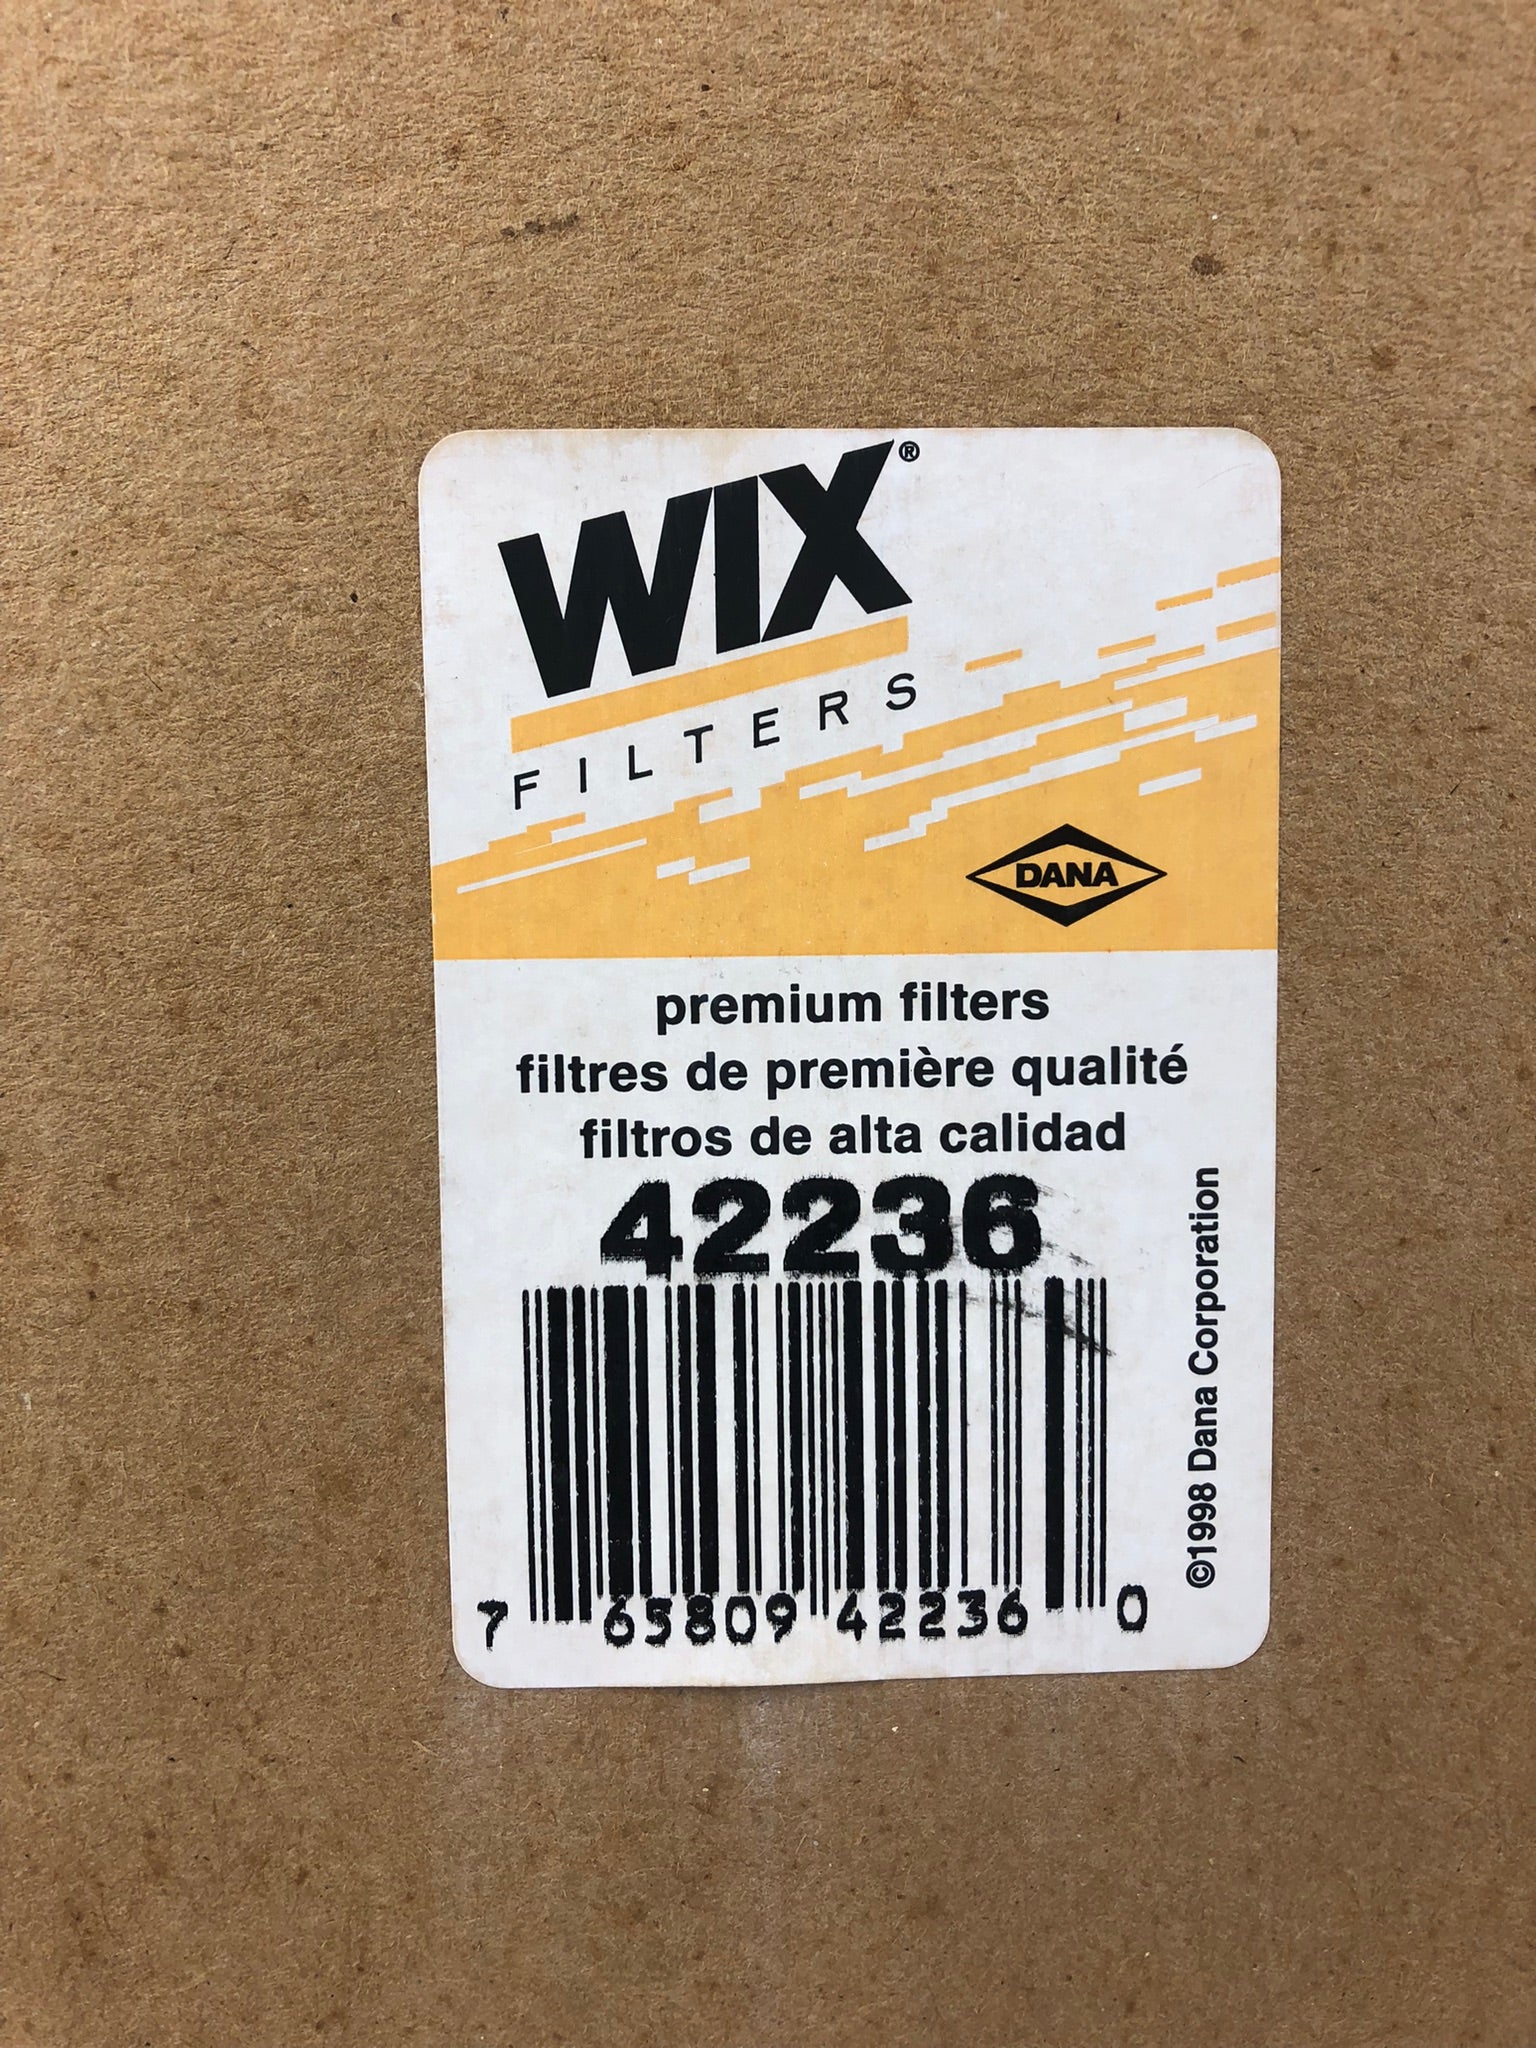 WIX®
FILTERS
DANA
premium filters
filtres de première qualité
filtros de alta calidad
42236
7 65809 42236 0
©1998 Dana Corporation